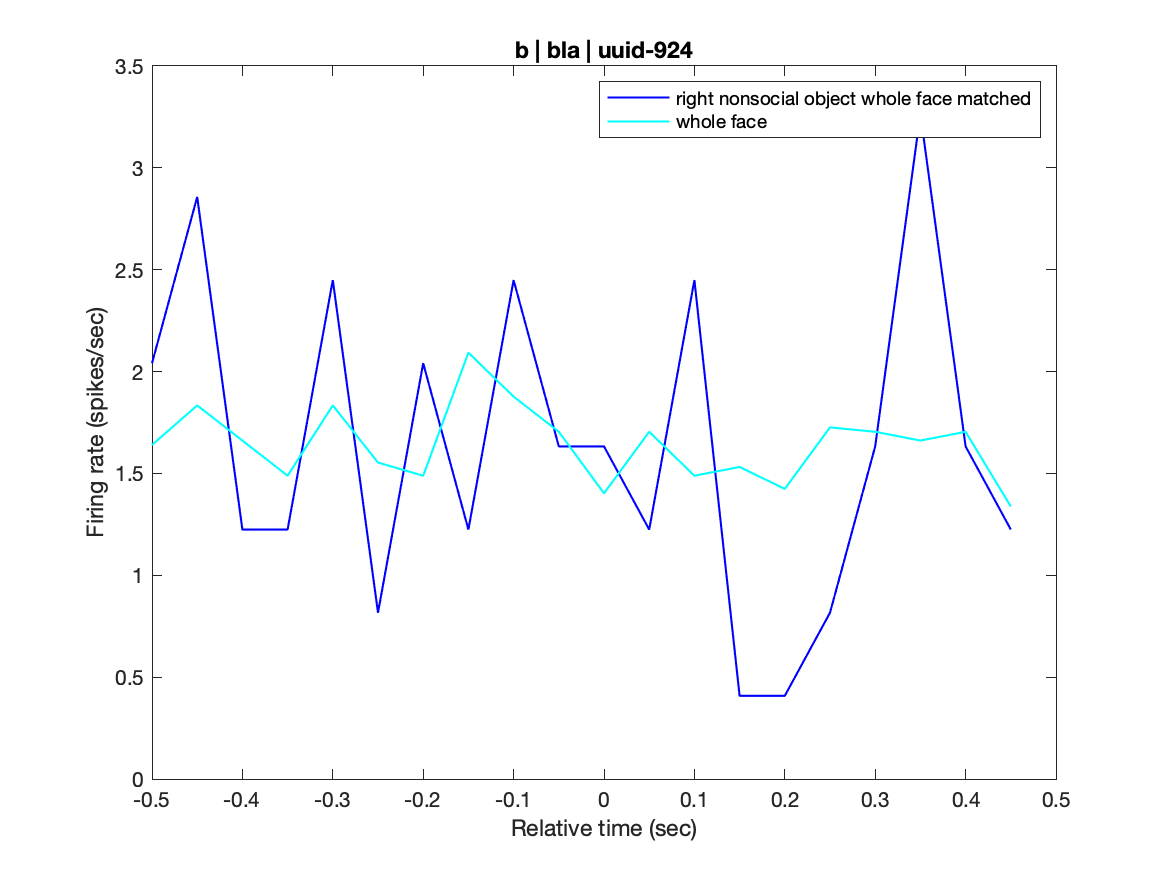 b | bla | uuid-924
right nonsocial object whole face matched
whole face
3.5
3
2.5
2
1.5
1
0.5
0
Firing rate (spikes/sec)
-0.5 -0.4 -0.3 -0.2 -0.1 0 0.1 0.2 0.3 0.4 0.5
Relative time (sec)